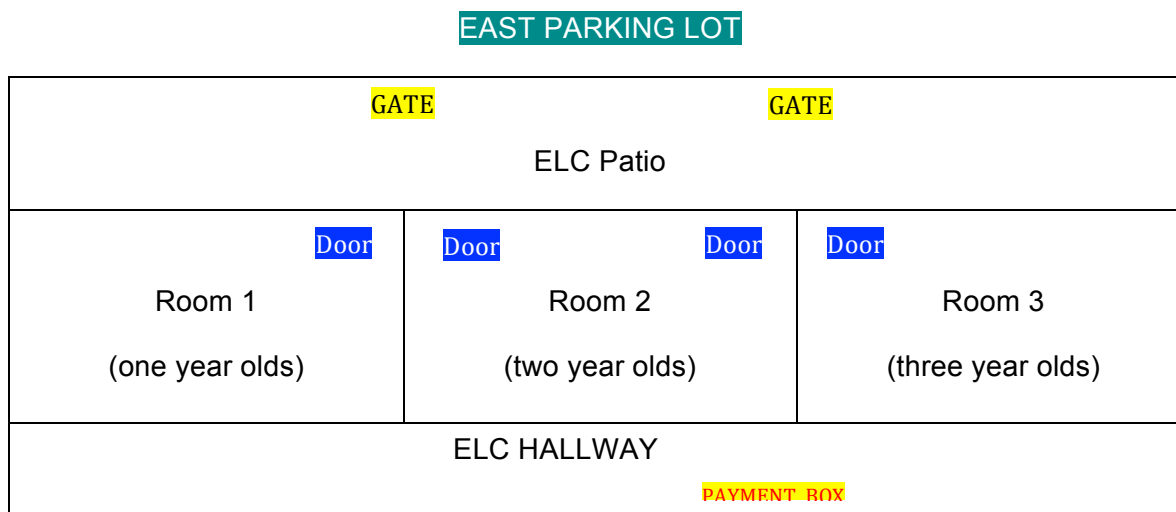 EAST PARKING LOT
GATE GATE
ELC Patio
Door Door Door Door
Room 1 Room 2 Room 3
(one year olds) (two year olds) (three year olds)
ELC HALLWAY
PAYMENT BOX